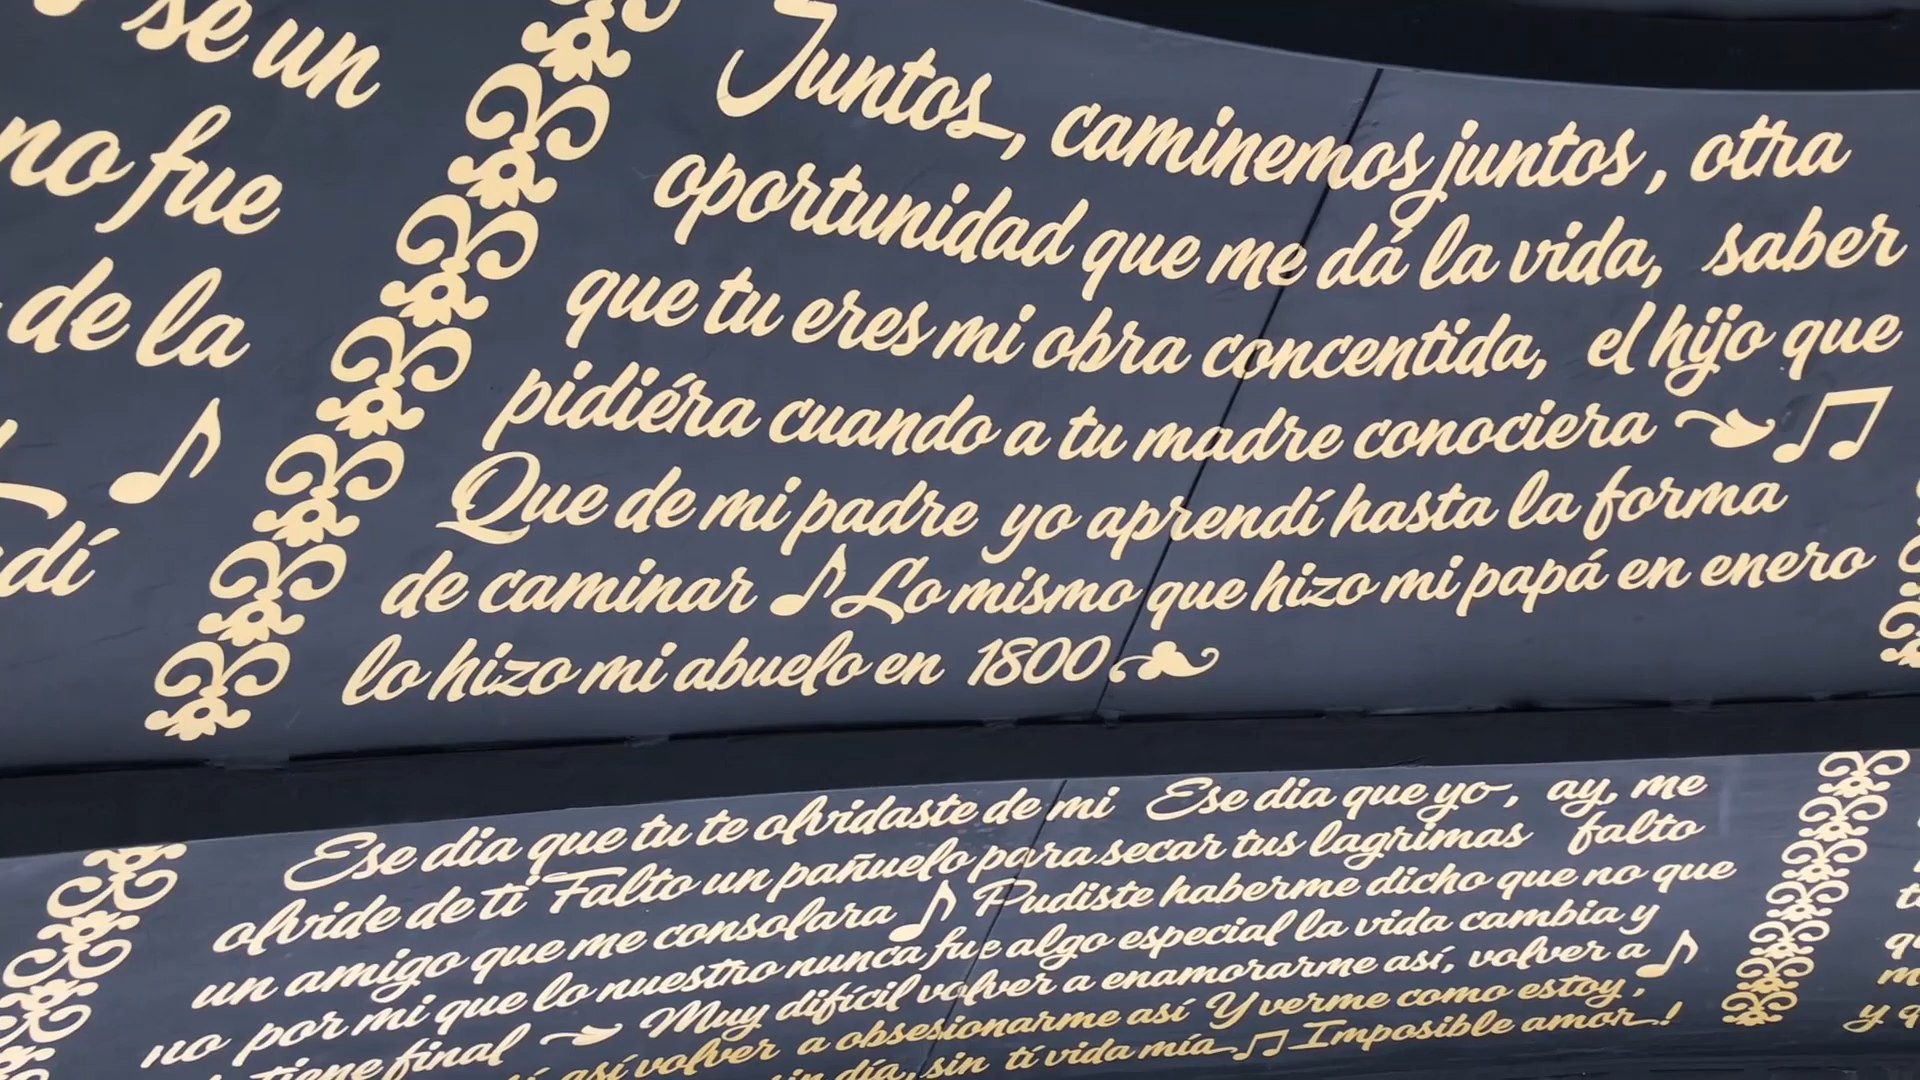 se un
no fue
de la
Juntos, caminemos juntos, otra
oportunidad que me dá la vida, saber
que tu eres mi obra concentida, el hijo que
pidiéra cuando a tu madre conociera
Que de mi padre yo aprendí hasta la forma
de caminar Lo mismo que hizo mi papá en enero
lo hizo mi abuelo en 1800
Ese dia que tu te olvidaste de mi Ese dia que yo, ay, me
olvide de ti Falto un pañuelo para secar tus lagrimas falto
un amigo que me consolara Pudiste haberme dicho que no que
no por mi que lo nuestro nunca fue algo especial la vida cambia y
tiene final Muy difícil volver a enamorarme así, volver a
así volver a obsesionarme así Y verme como estoy,
día, sin tí vida mía Imposible amor..!